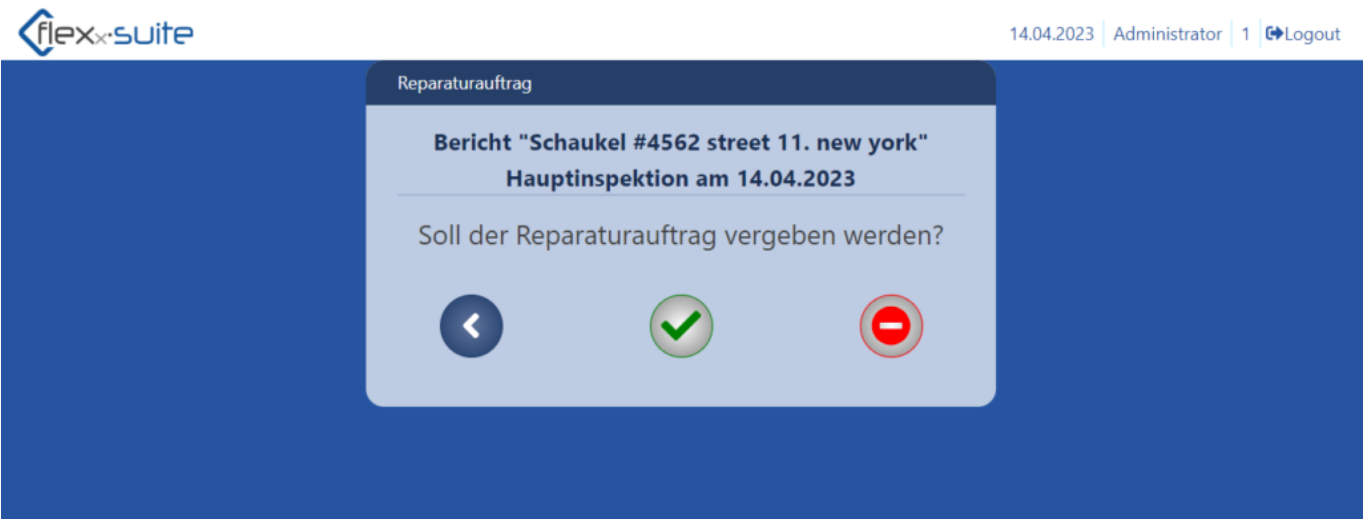 flexx·suite
14.04.2023 Administrator 1 Logout
Reparaturauftrag
Bericht "Schaukel #4562 street 11. new york"
Hauptinspektion am 14.04.2023
Soll der Reparaturauftrag vergeben werden?